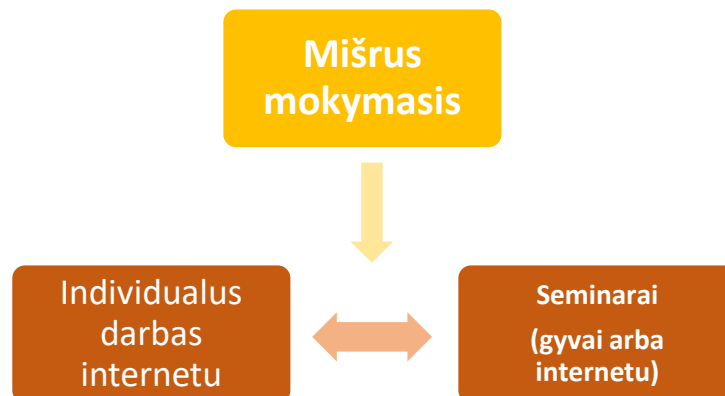 Mišrus
mokymasis
Individualus
darbas
internetu
Seminarai
(gyvai arba
internetu)